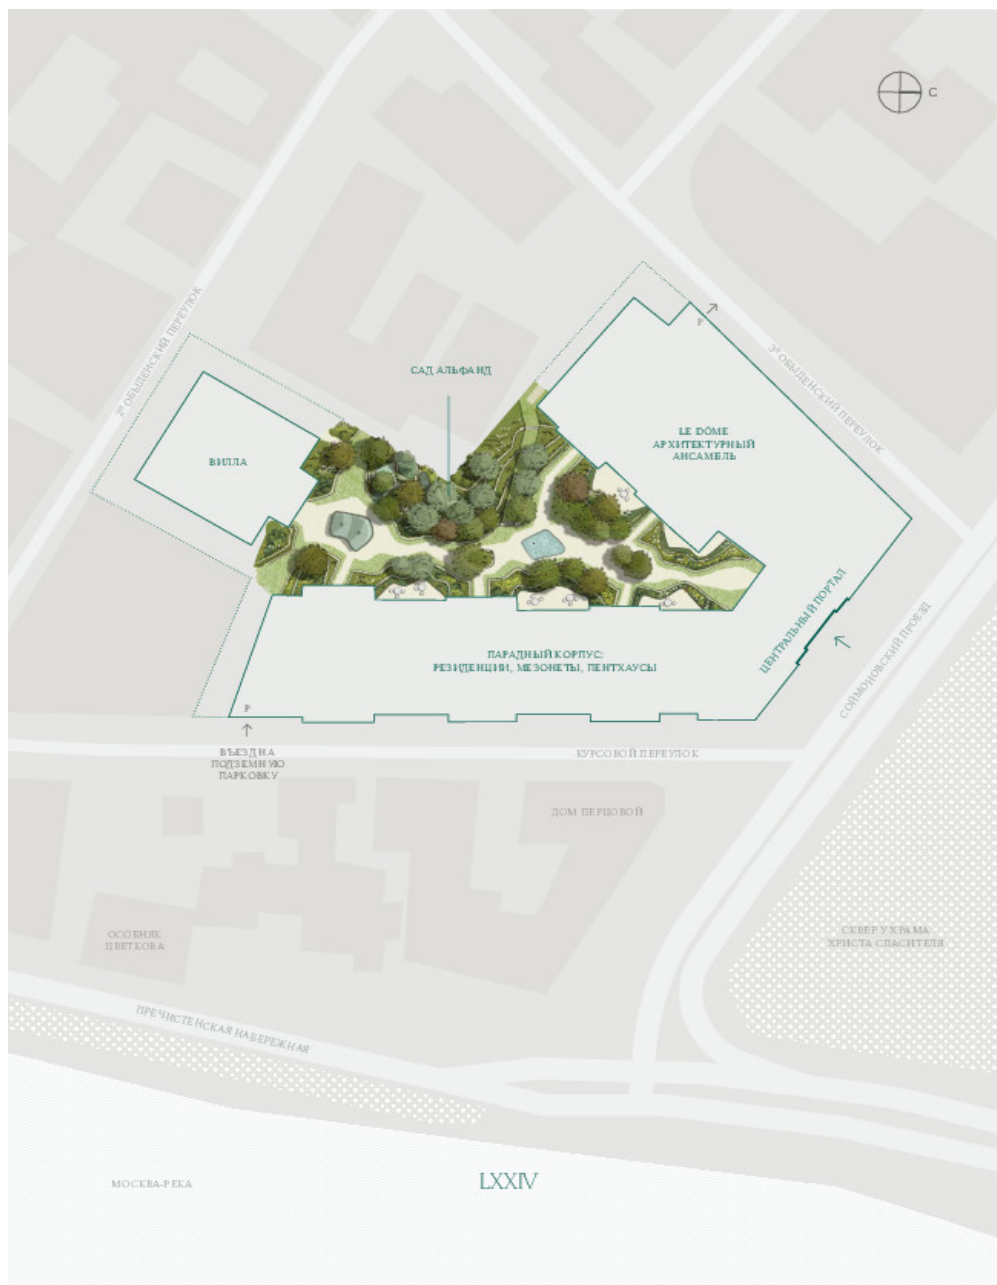 С
2й ОБЫДЕНСКИЙ ПЕРЕУЛОК
САД АЛЬФАНД
Р
3й ОБЫДЕНСКИЙ ПЕРЕУЛОК
LE DÔME
АРХИТЕКТУРНЫЙ
АНСАМБЛЬ
ВИЛЛА
ЦЕНТРАЛЬНЫЙ ПОРТАЛ
СОЙМОНОВСКИЙ ПРОЕЗД
ПАРАДНЫЙ КОРПУС:
РЕЗИДЕНЦИИ, МЕЗОНЕТЫ, ПЕНТХАУСЫ
Р
ВЪЕЗД НА
ПОДЗЕМНУЮ
ПАРКОВКУ
КУРСОВОЙ ПЕРЕУЛОК
ДОМ ПЕРЦОВОЙ
ОСОБНЯК
ЦВЕТКОВА
СКВЕР У ХРАМА
ХРИСТА СПАСИТЕЛЯ
ПРЕЧИСТЕНСКАЯ НАБЕРЕЖНАЯ
МОСКВА-РЕКА
LXXIV